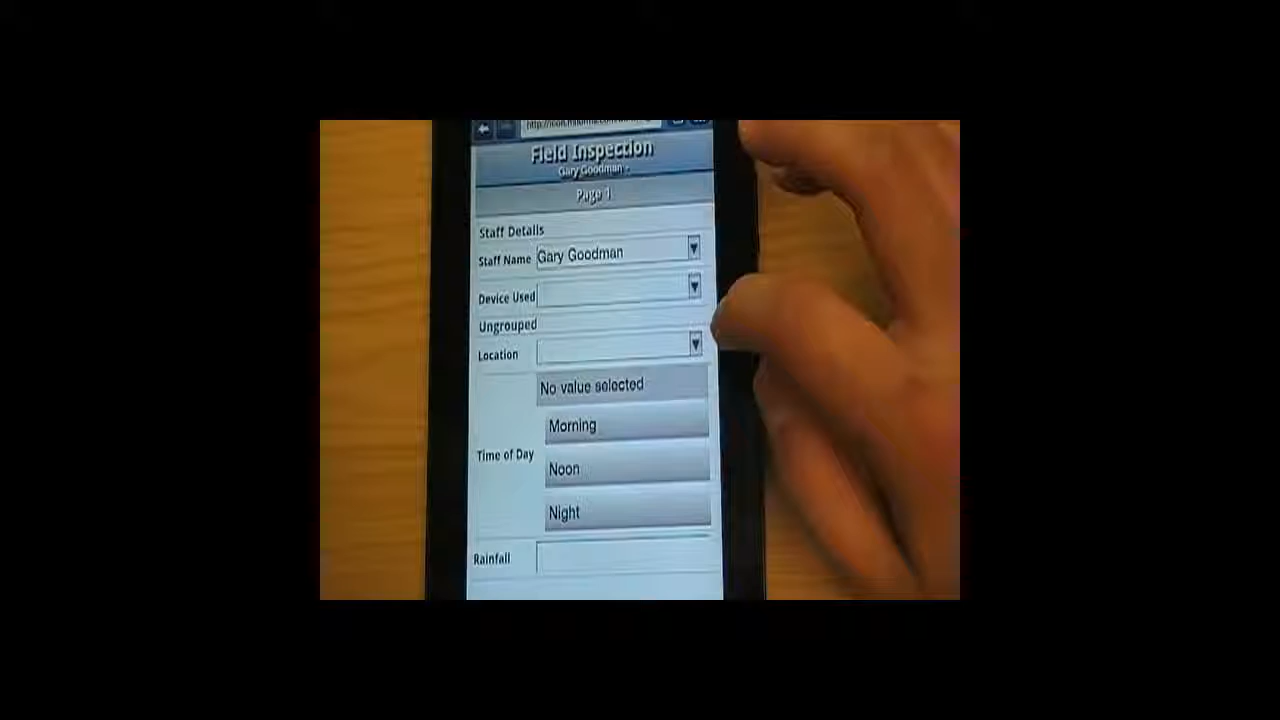 Field Inspection
Gary Goodman -
Page 1
Staff Details
Staff Name Gary Goodman
Device Used
Ungrouped
Location
No value selected
Morning
Time of Day
Noon
Night
Rainfall